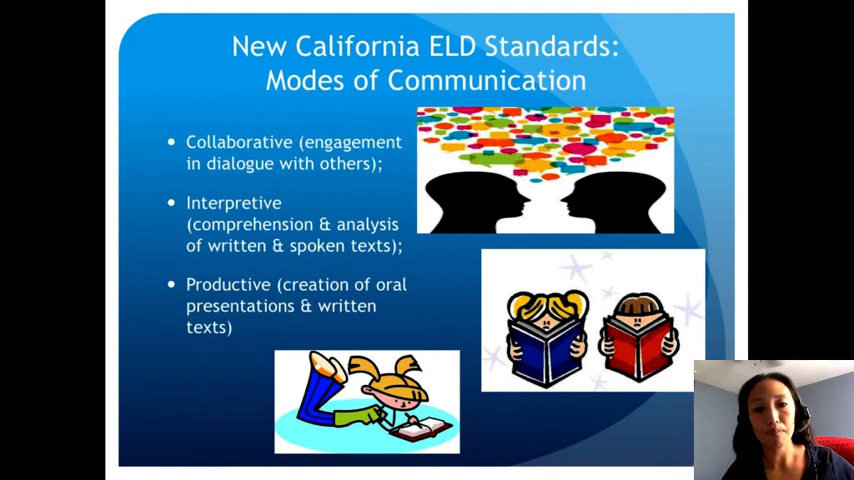 New California ELD Standards:
Modes of Communication
Collaborative (engagement
in dialogue with others);
Interpretive
(comprehension & analysis
of written & spoken texts);
Productive (creation of oral
presentations & written
texts)